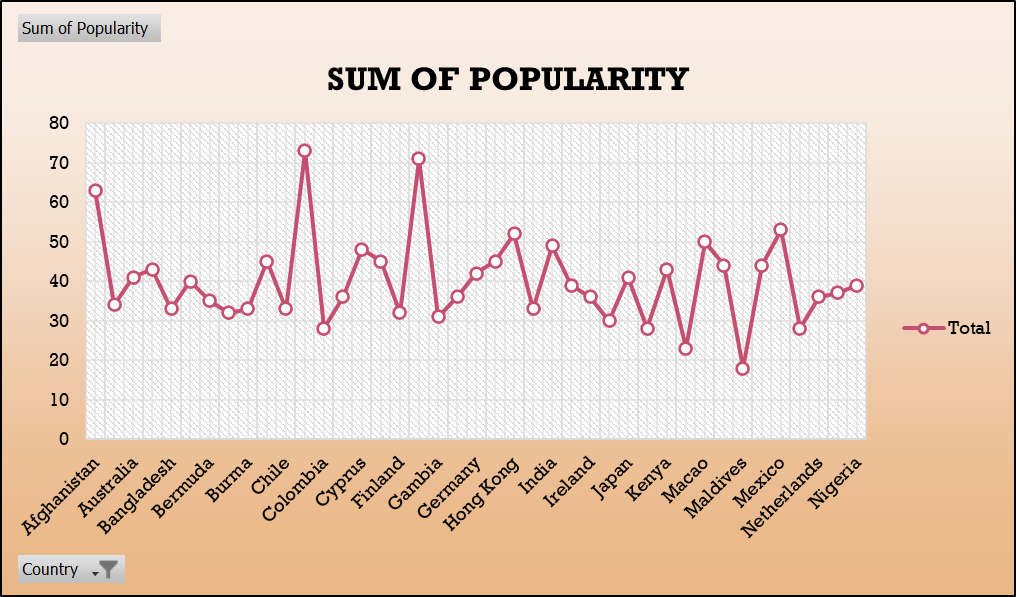 Sum of Popularity
SUM OF POPULARITY
80
70
60
50
40
30
20
10
0
Total
Afghanistan
Australia
Bangladesh
Bermuda
Burma
Chile
Colombia
Cyprus
Finland
Gambia
Germany
Hong Kong
India
Ireland
Japan
Kenya
Macao
Maldives
Mexico
Netherlands
Nigeria
Country